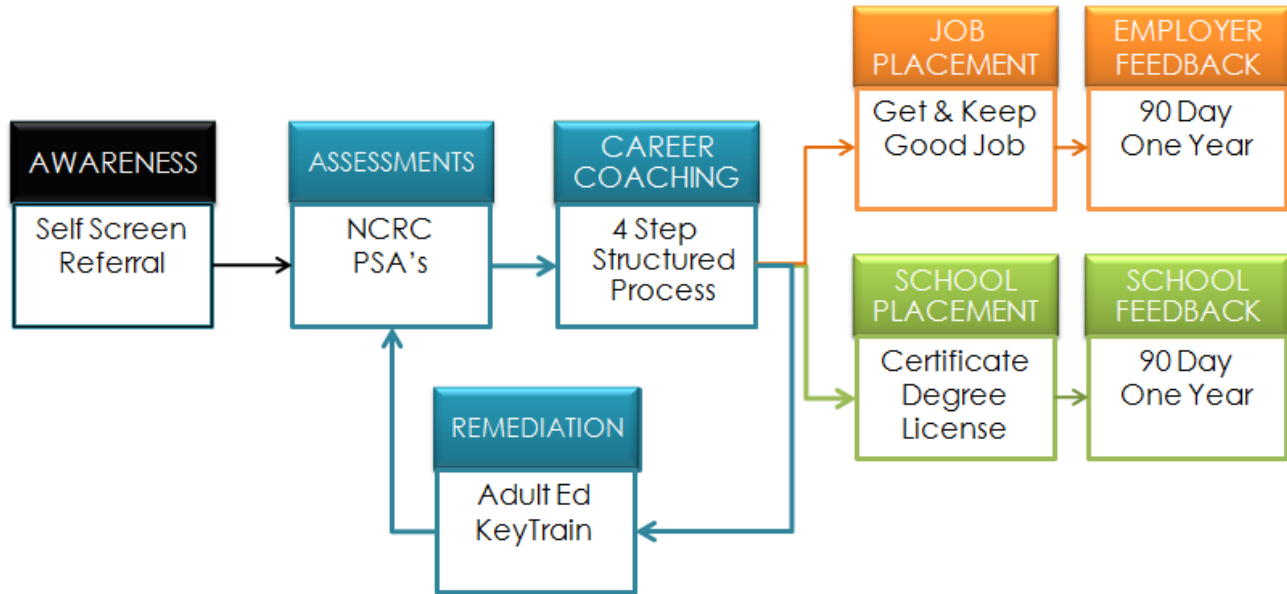 AWARENESS
Self Screen
Referral
ASSESSMENTS
NCRC
PSA's
CAREER
COACHING
4 Step
Structured
Process
REMEDIATION
Adult Ed
KeyTrain
JOB
PLACEMENT
Get & Keep
Good Job
EMPLOYER
FEEDBACK
90 Day
One Year
SCHOOL
PLACEMENT
Certificate
Degree
License
SCHOOL
FEEDBACK
90 Day
One Year